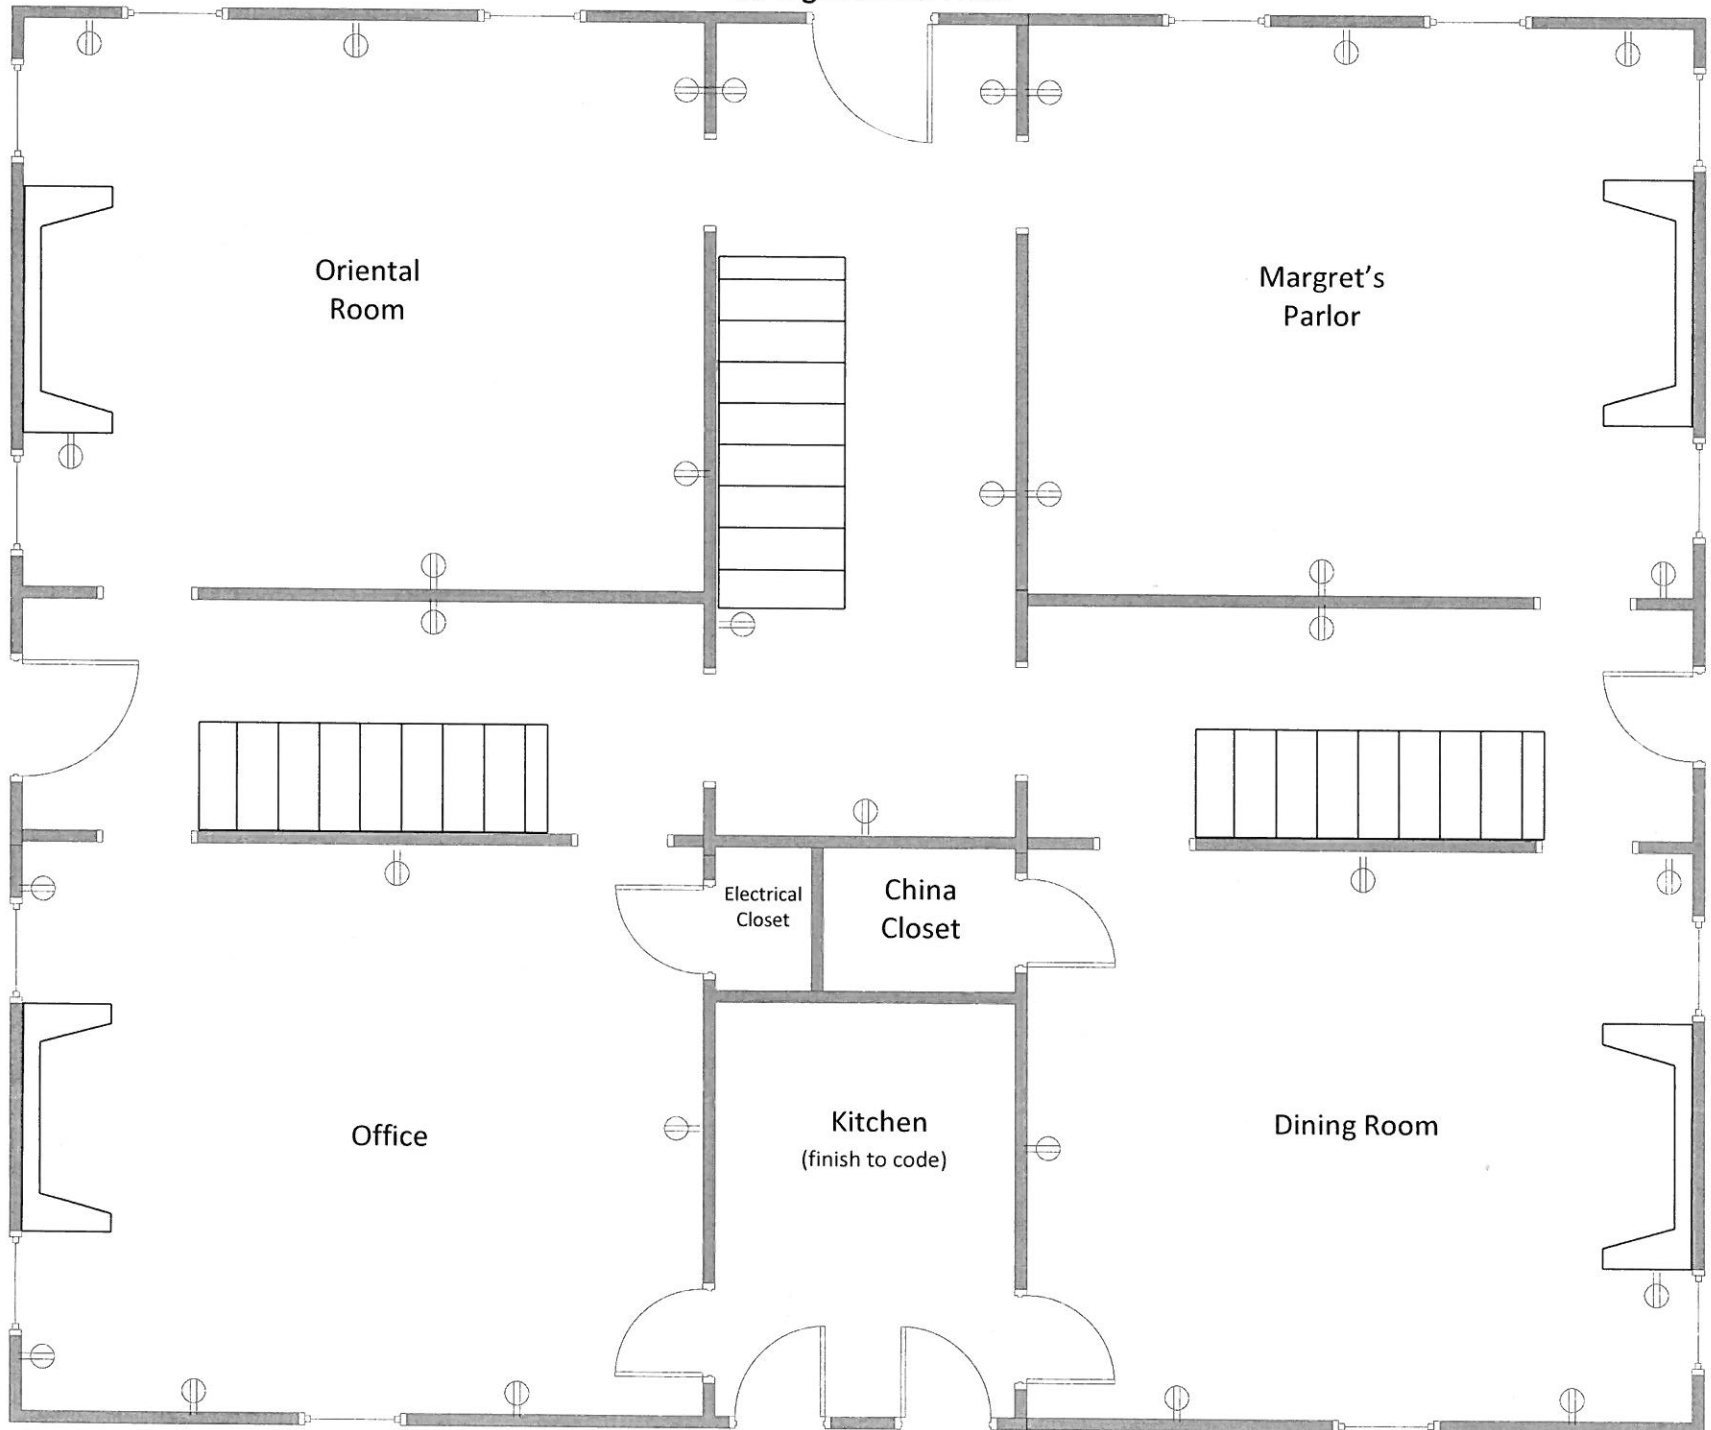 Oriental
Room
Margret's
Parlor
Electrical
Closet
China
Closet
Office
Kitchen
(finish to code)
Dining Room